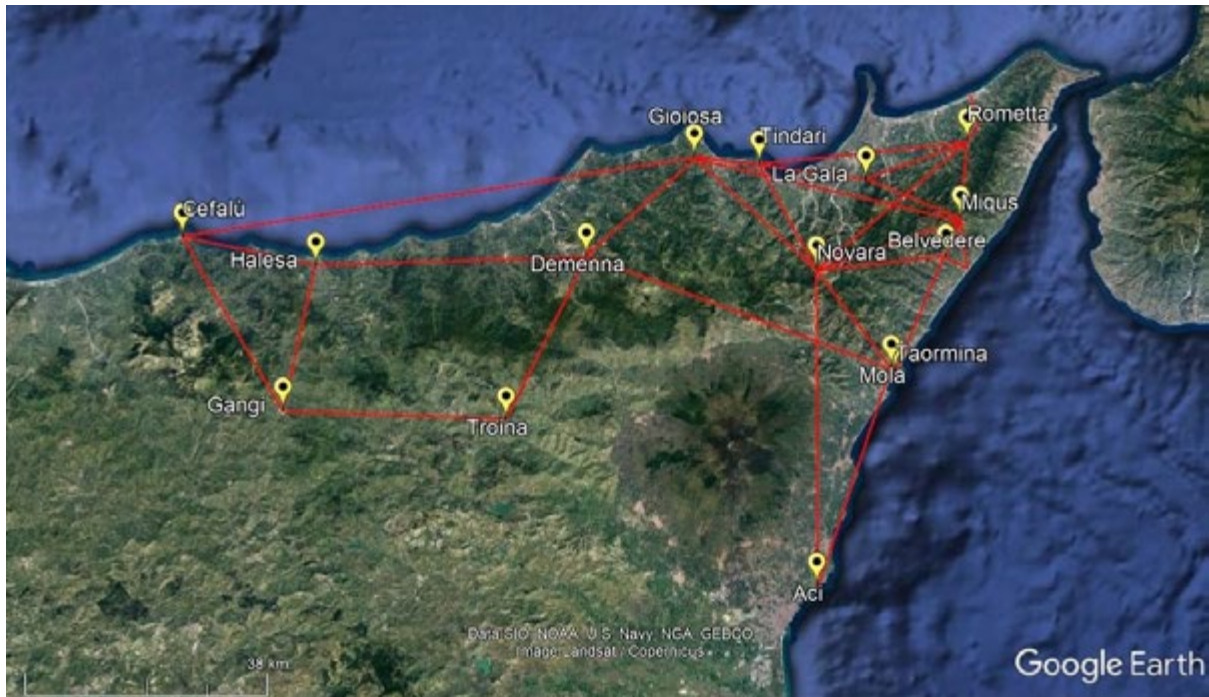 Gioiosa
Rometta
Tindari
La Gala
Cefalù
Miqus
Halesa
Demenna
Novara
Belvedere
Taormina
Mola
Gangi
Troina
Aci
Data SIO, NOAA, U.S. Navy, NGA, GEBCO
Image Landsat / Copernicus
38 km
Google Earth